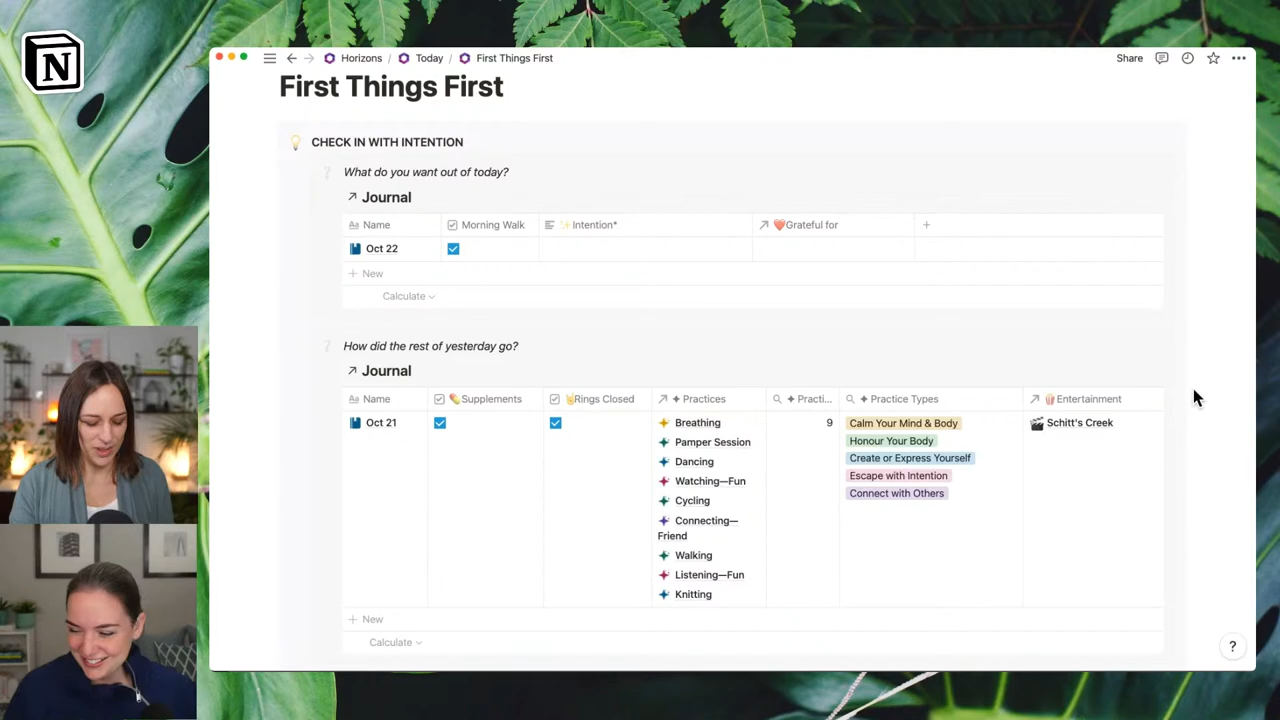 N
Horizons / Today / First Things First
Share
First Things First
CHECK IN WITH INTENTION
What do you want out of today?
Journal
Aa Name
Morning Walk
✨Intention*
❤️Grateful for
Oct 22
New
Calculate
How did the rest of yesterday go?
Journal
Aa Name
💊Supplements
Rings Closed
✦ Practices
✦ Practi...
✦ Practice Types
🍿Entertainment
Oct 21
Breathing
Pamper Session
Dancing
Watching—Fun
Cycling
Connecting—
Friend
Walking
Listening—Fun
Knitting
9
Calm Your Mind & Body
Honour Your Body
Create or Express Yourself
Escape with Intention
Connect with Others
Schitt's Creek
New
Calculate
?